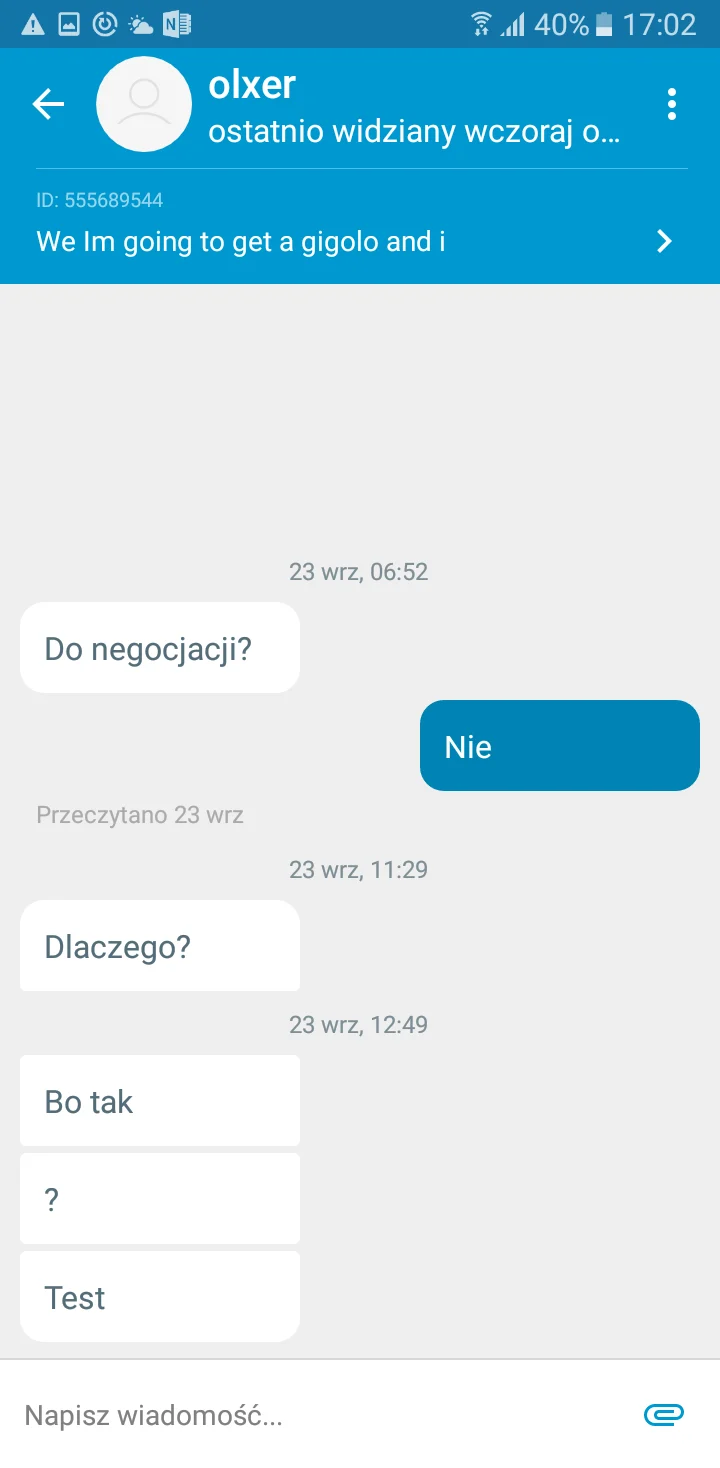 40% 17:02
olxer
ostatnio widziany wczoraj o...
ID: 555689544
We Im going to get a gigolo and i
23 wrz, 06:52
Do negocjacji?
Nie
Przeczytano 23 wrz
23 wrz, 11:29
Dlaczego?
23 wrz, 12:49
Bo tak
?
Test
Napisz wiadomość...